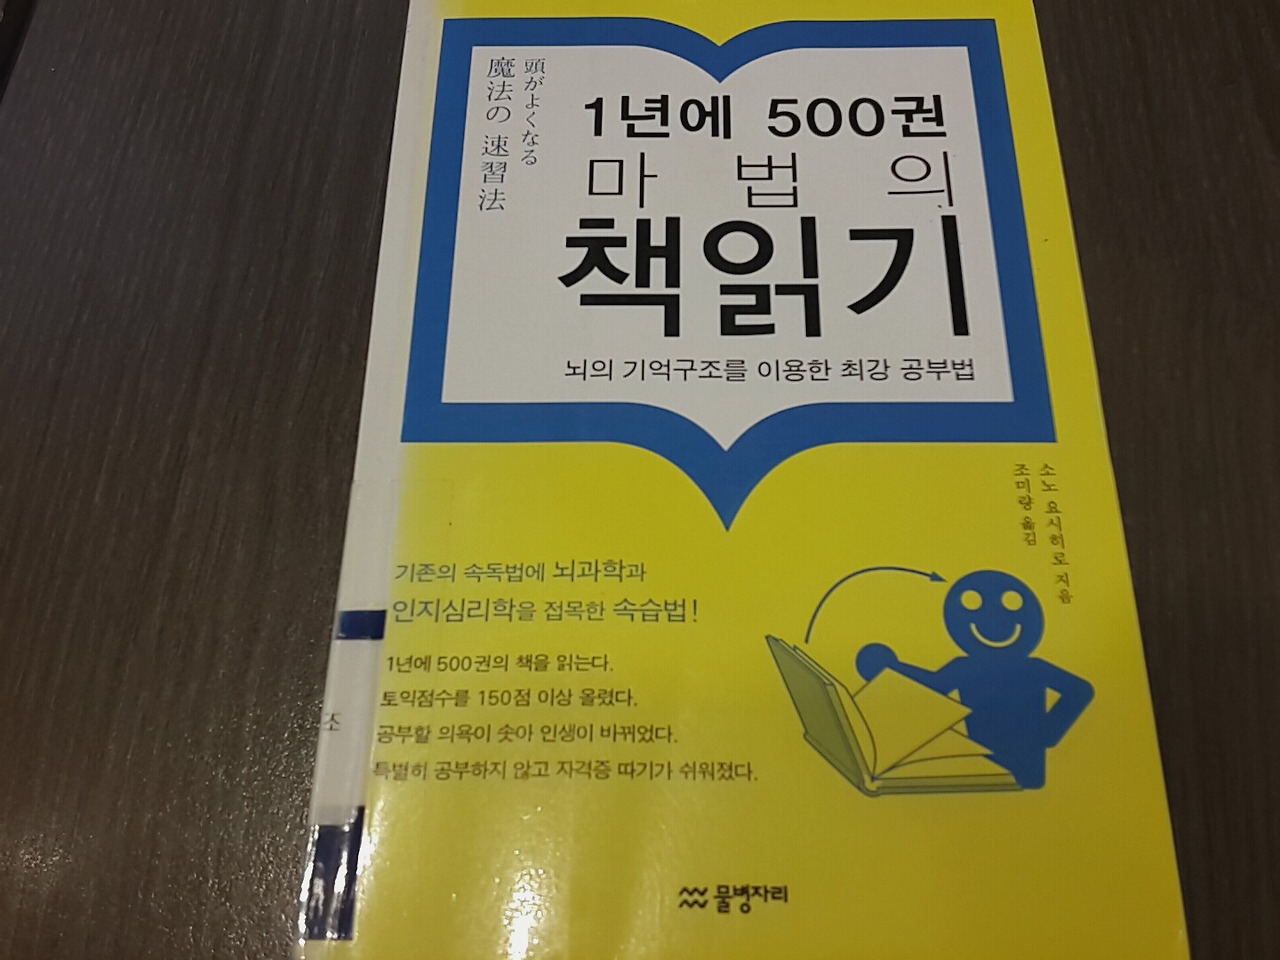 頭がよくなる
魔法の 速習法
1년에 500권
마법의
책읽기
뇌의 기억구조를 이용한 최강 공부법
소노 요시히로 지음
조미량 옮김
기존의 속독법에 뇌과학과
인지심리학을 접목한 속습법!
1년에 500권의 책을 읽는다.
토익점수를 150점 이상 올렸다.
공부할 의욕이 솟아 인생이 바뀌었다.
특별히 공부하지 않고 자격증 따기가 쉬워졌다.
조
물병자리